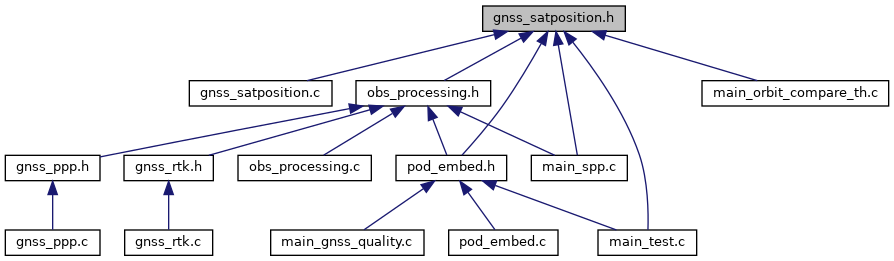 gnss_satposition.h
gnss_satposition.c
obs_processing.h
main_orbit_compare_th.c
gnss_ppp.h
gnss_rtk.h
obs_processing.c
pod_embed.h
main_spp.c
gnss_ppp.c
gnss_rtk.c
main_gnss_quality.c
pod_embed.c
main_test.c